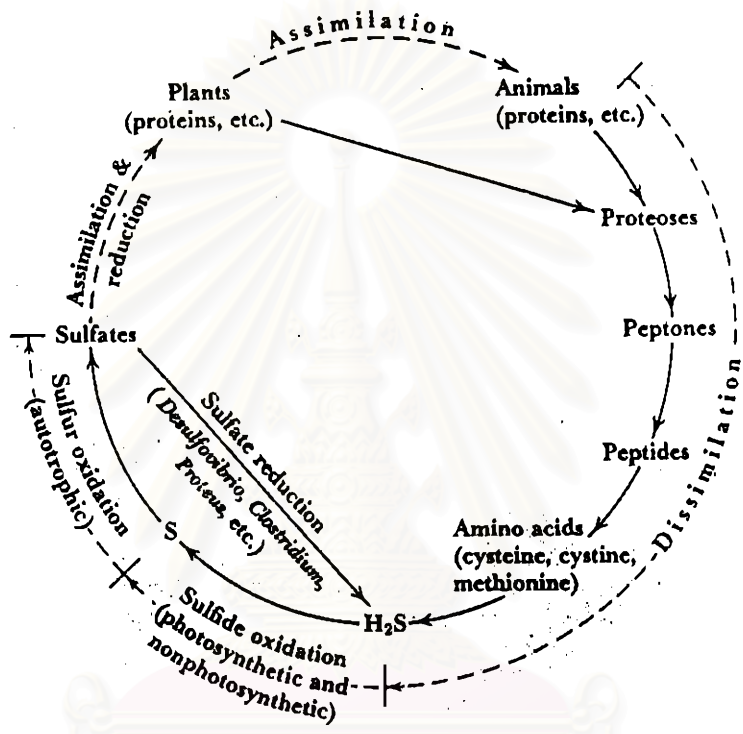 Assimilation
Plants
(proteins, etc.)
Animals
(proteins, etc.)
Assimilation &
reduction
Proteoses
Sulfates
Peptones
Sulfate reduction
(Desulfovibrio, Clostridium,
Proteus, etc.)
Peptides
Dissimilation
Sulfur oxidation
(autotrophic)
S
Amino acids
(cysteine, cystine,
methionine)
H₂S
Sulfide oxidation
(photosynthetic and
nonphotosynthetic)